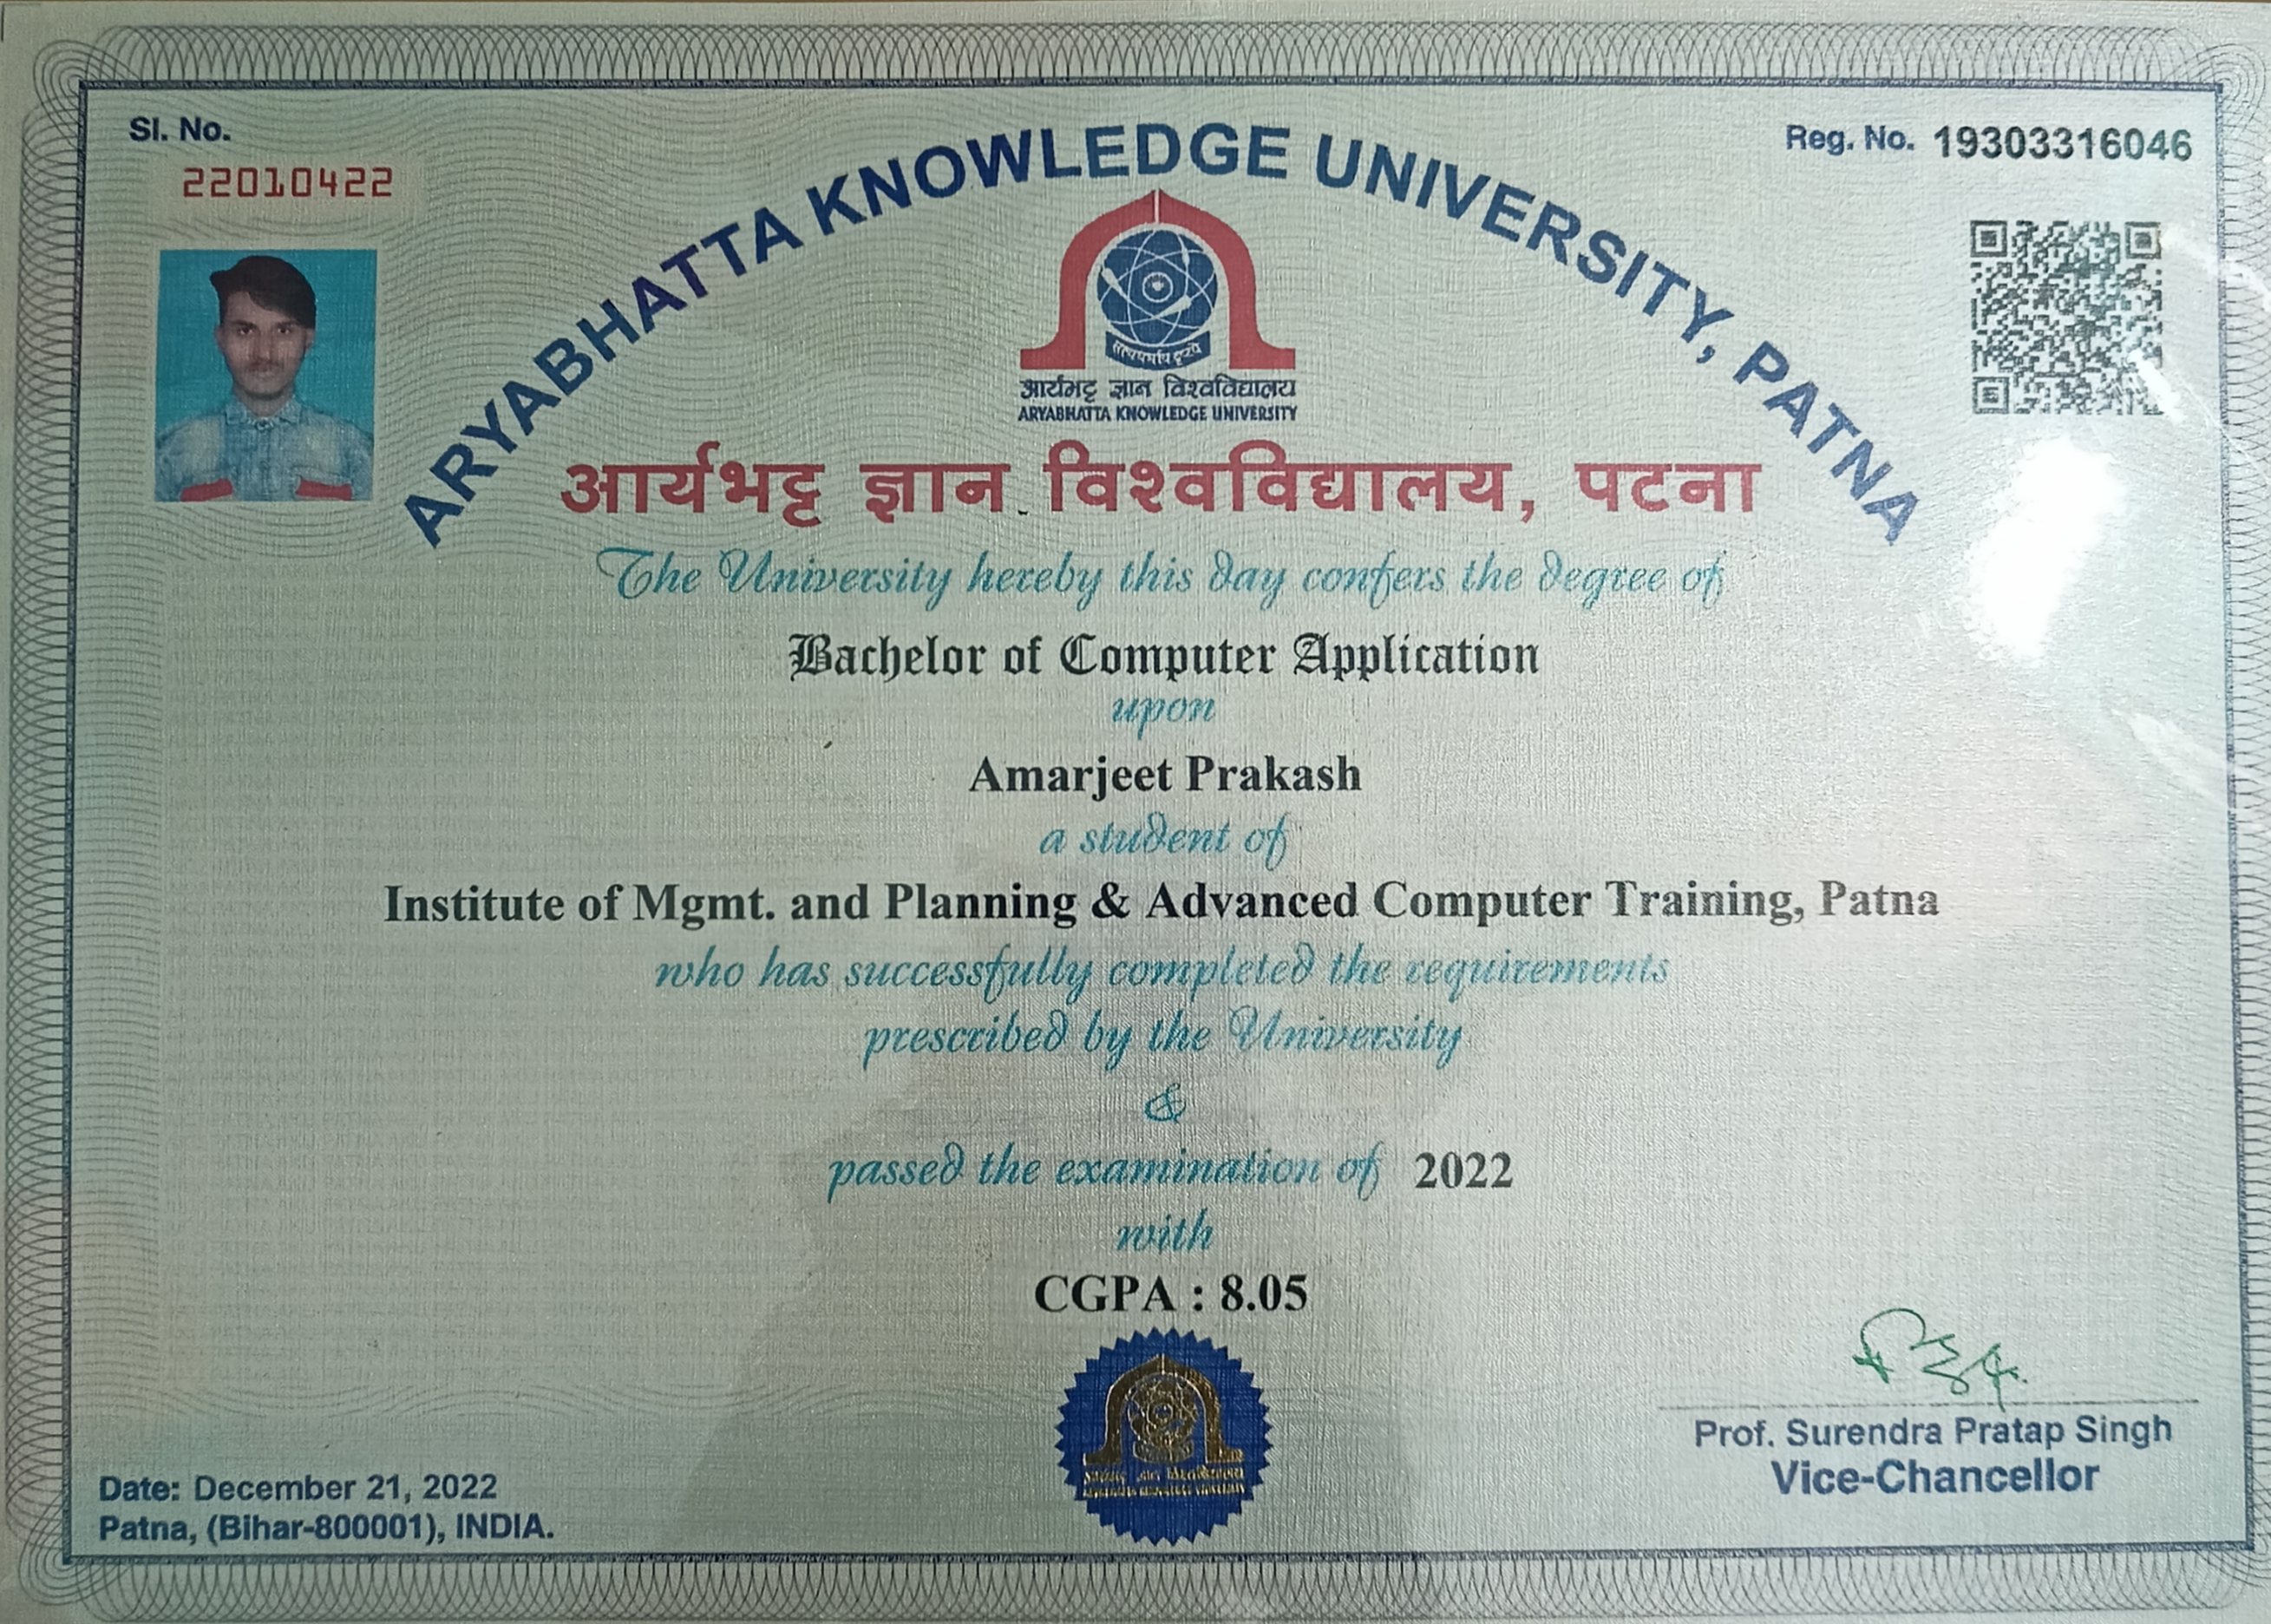 Sl. No.
22010422
Reg. No. 19303316046
ARYABHATTA KNOWLEDGE UNIVERSITY, PATNA
आर्यभट्ट ज्ञान विश्वविद्यालय
ARYABHATTA KNOWLEDGE UNIVERSITY
आर्यभट्ट ज्ञान विश्वविद्यालय, पटना
The University hereby this day confers the degree of
Bachelor of Computer Application
upon
Amarjeet Prakash
a student of
Institute of Mgmt. and Planning & Advanced Computer Training, Patna
who has successfully completed the requirements
prescribed by the University
&
passed the examination of 2022
with
CGPA : 8.05
Prof. Surendra Pratap Singh
Vice-Chancellor
Date: December 21, 2022
Patna, (Bihar-800001), INDIA.